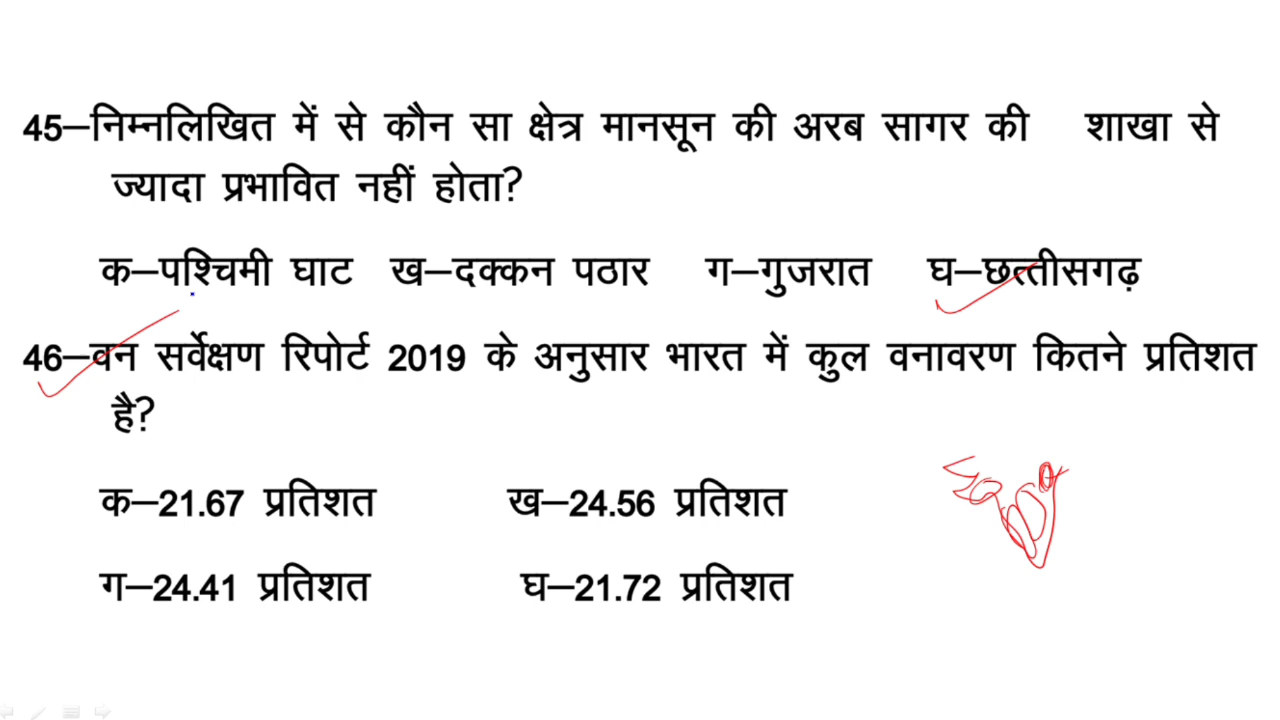 45–निम्नलिखित में से कौन सा क्षेत्र मानसून की अरब सागर की शाखा से
ज्यादा प्रभावित नहीं होता?
क–पश्चिमी घाट ख–दक्कन पठार ग–गुजरात घ–छत्तीसगढ़
46–वन सर्वेक्षण रिपोर्ट 2019 के अनुसार भारत में कुल वनावरण कितने प्रतिशत
है?
क–21.67 प्रतिशत ख–24.56 प्रतिशत
ग–24.41 प्रतिशत घ–21.72 प्रतिशत